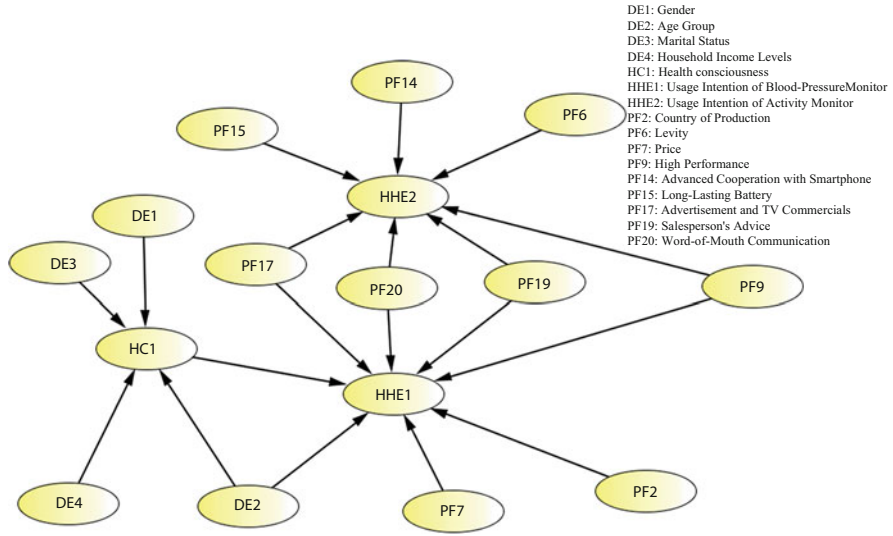 DE1: Gender
DE2: Age Group
DE3: Marital Status
DE4: Household Income Levels
HC1: Health consciousness
HHE1: Usage Intention of Blood-PressureMonitor
HHE2: Usage Intention of Activity Monitor
PF2: Country of Production
PF6: Levity
PF7: Price
PF9: High Performance
PF14: Advanced Cooperation with Smartphone
PF15: Long-Lasting Battery
PF17: Advertisement and TV Commercials
PF19: Salesperson's Advice
PF20: Word-of-Mouth Communication
PF14
PF15
PF6
HHE2
DE1
DE3
PF17
PF20
PF19
PF9
HC1
HHE1
DE4
DE2
PF7
PF2